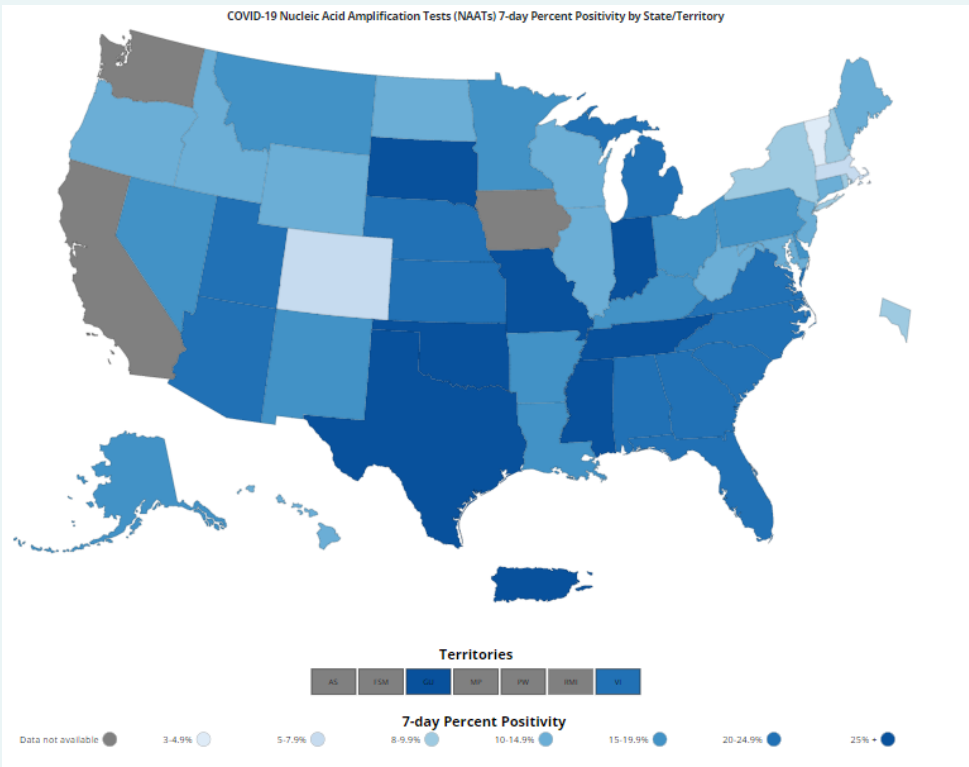 COVID-19 Nucleic Acid Amplification Tests (NAATs) 7-day Percent Positivity by State/Territory
Territories
AS FSM GU MP PW RMI VI
7-day Percent Positivity
Data not available 3-4.9% 5-7.9% 8-9.9% 10-14.9% 15-19.9% 20-24.9% 25% +